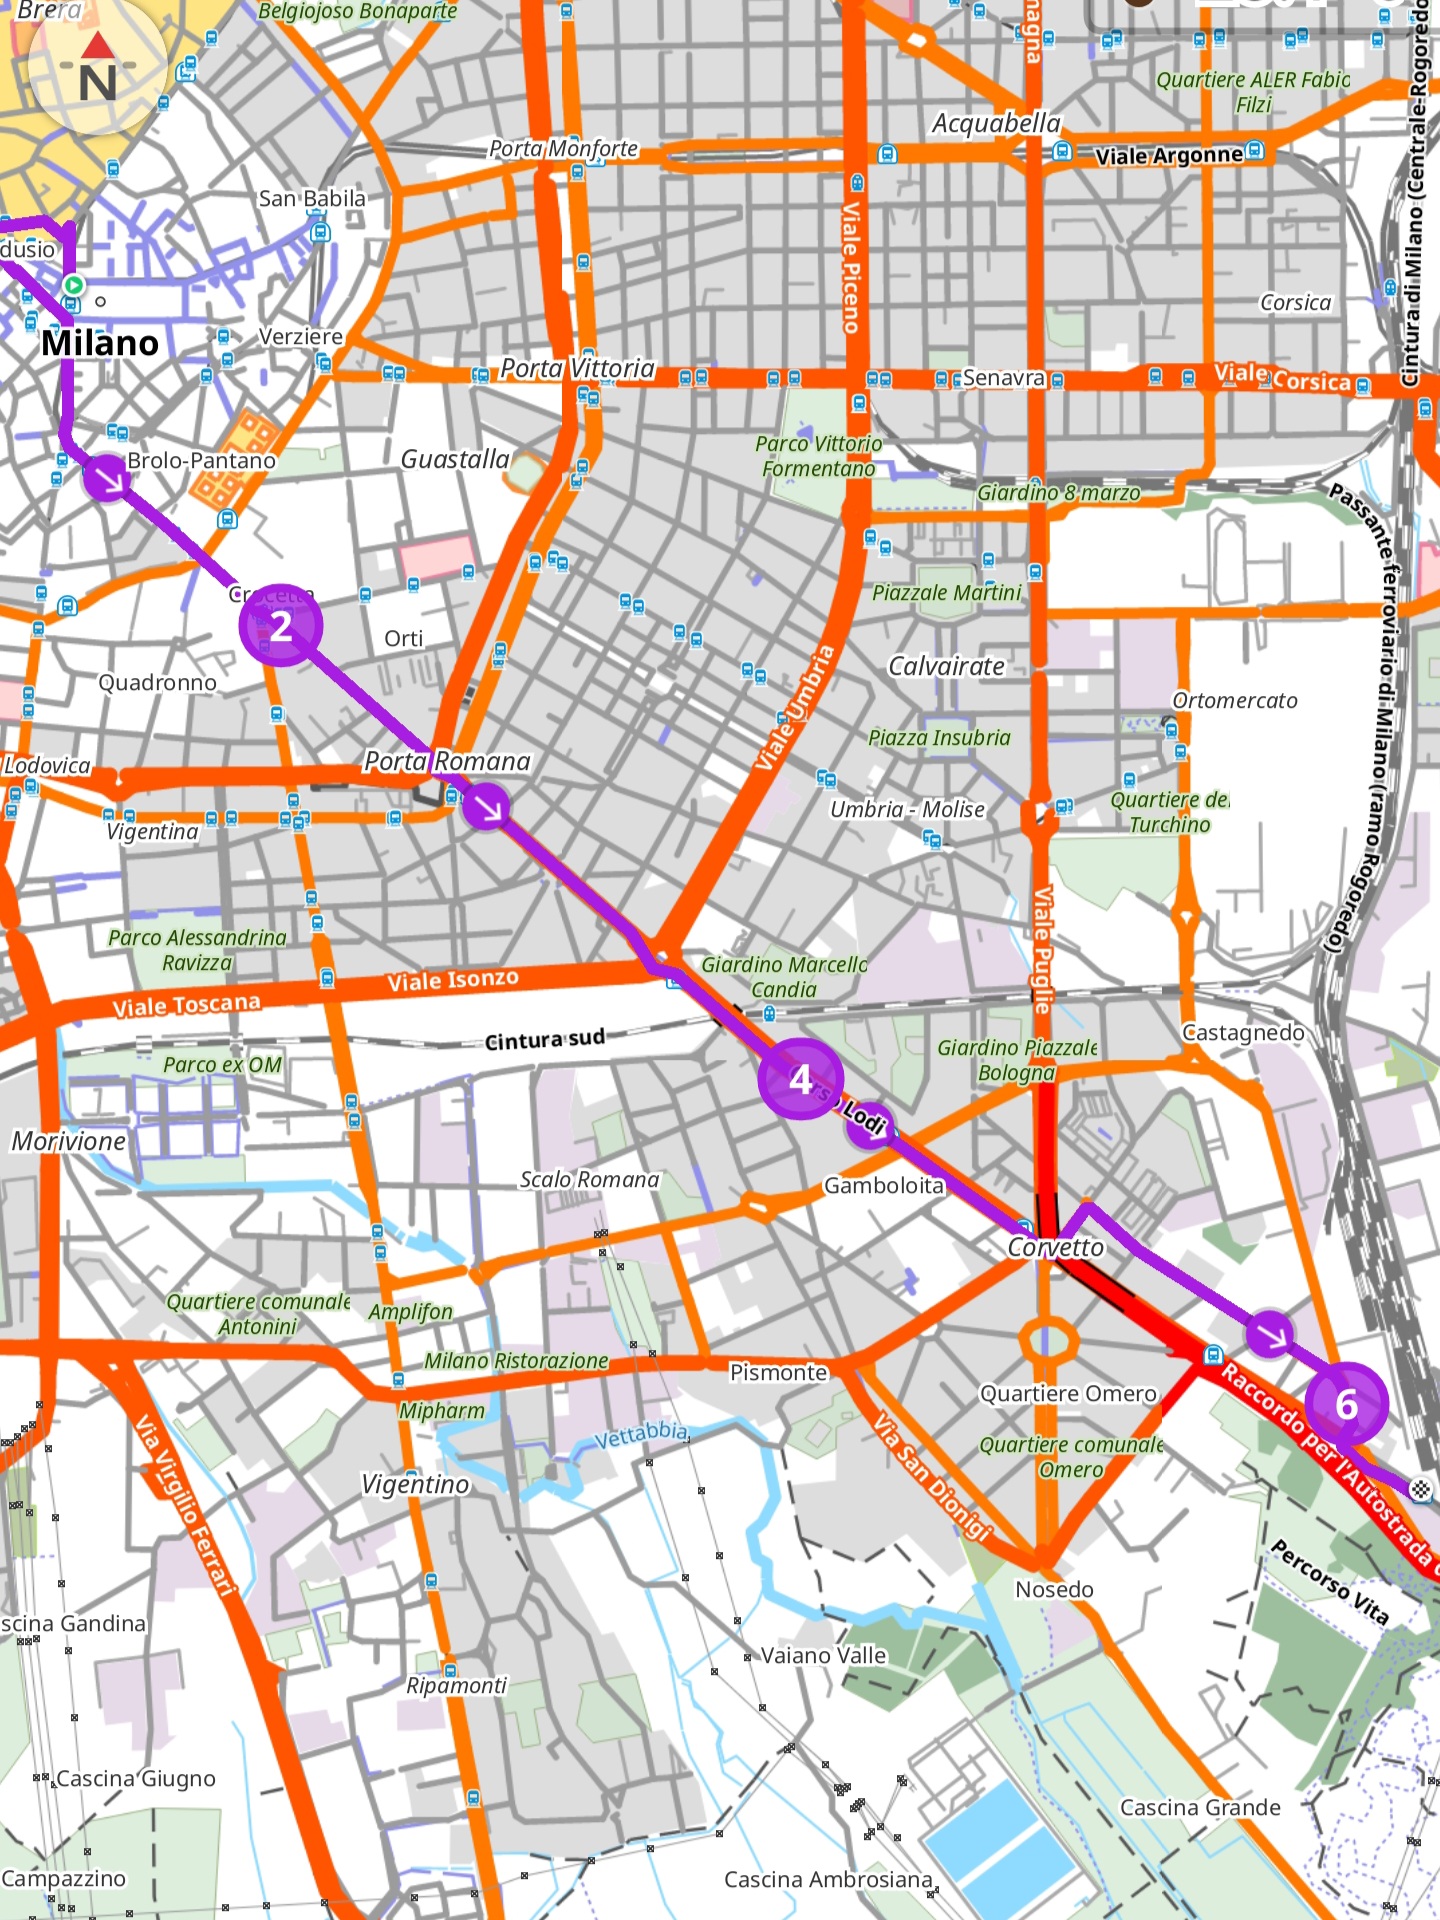 Brera
Belgiojoso Bonaparte
N
Quartiere ALER Fabio
Filzi
Acquabella
Porta Monforte
Viale Argonne
San Babila
Viale Piceno
Cintura di Milano (Centrale-Rogoredo
dusio
Corsica
Milano
Verziere
Porta Vittoria
Senavra
Viale Corsica
Guastalla
Brolo-Pantano
Parco Vittorio
Formentano
Giardino 8 marzo
Passante ferroviario di Milano (ramo Rogoredo)
Piazzale Martini
Crocetta
2
Orti
Calvairate
Quadronno
Viale Umbria
Ortomercato
Piazza Insubria
Lodovica
Porta Romana
Umbria - Molise
Quartiere del
Turchino
Vigentina
Viale Puglie
Parco Alessandrina
Ravizza
Giardino Marcello
Candia
Viale Isonzo
Viale Toscana
Cintura sud
Castagnedo
Parco ex OM
Giardino Piazzale
Bologna
4
Corso Lodi
Morivione
Scalo Romana
Gamboloita
Corvetto
Quartiere comunale
Antonini
Amplifon
Milano Ristorazione
Pismonte
Quartiere Omero
Raccordo per l'Autostrada
6
Mipharm
Via Virgilio Ferrari
Vettabbia
Via San Dionigi
Quartiere comunale
Omero
Vigentino
Percorso Vita
Nosedo
scina Gandina
Vaiano Valle
Ripamonti
Cascina Giugno
Cascina Grande
Campazzino
Cascina Ambrosiana